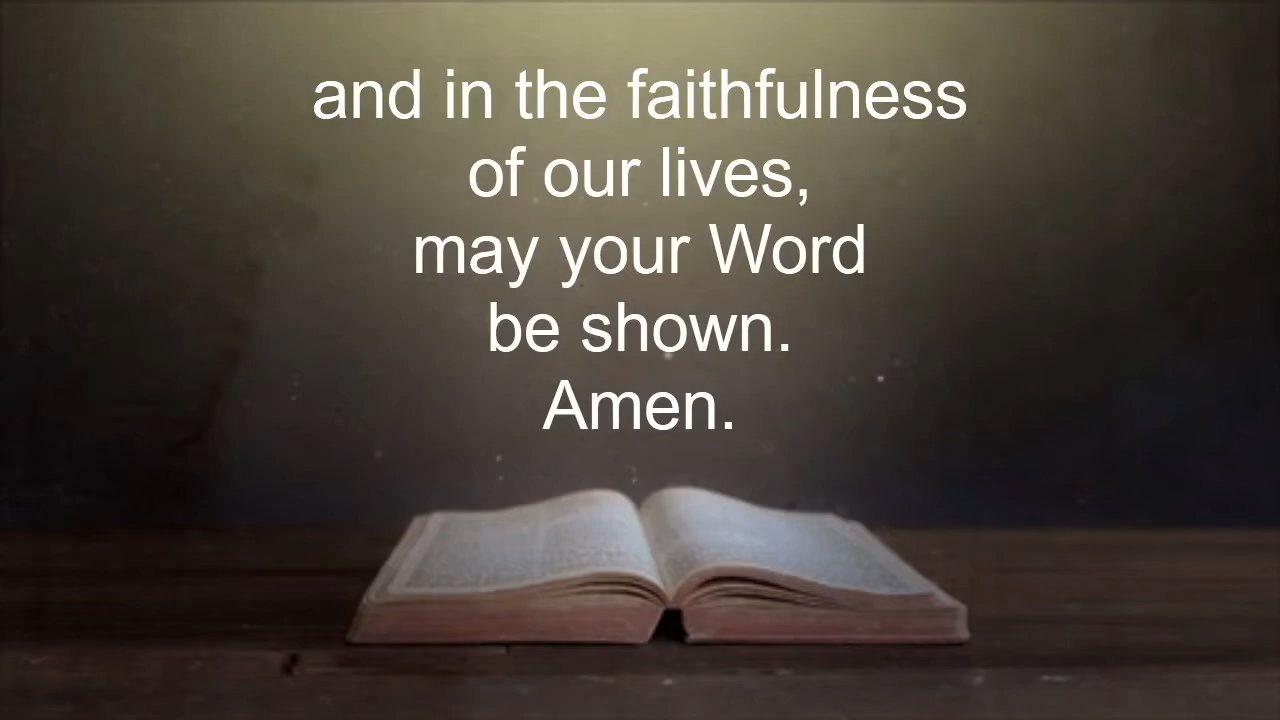 and in the faithfulness
of our lives,
may your Word
be shown.
Amen.